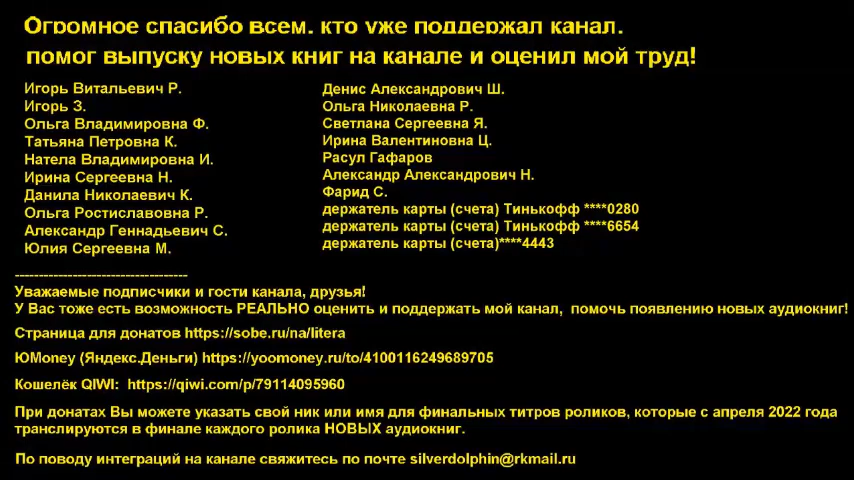 Огромное спасибо всем, кто уже поддержал канал,
помог выпуску новых книг на канале и оценил мой труд!
Игорь Витальевич Р.
Игорь З.
Ольга Владимировна Ф.
Татьяна Петровна К.
Натела Владимировна И.
Ирина Сергеевна Н.
Данила Николаевич К.
Ольга Ростиславовна Р.
Александр Геннадьевич С.
Юлия Сергеевна М.
Денис Александрович Ш.
Ольга Николаевна Р.
Светлана Сергеевна Я.
Ирина Валентиновна Ц.
Расул Гафаров
Александр Александрович Н.
Фарид С.
держатель карты (счета) Тинькофф ****0280
держатель карты (счета) Тинькофф ****6654
держатель карты (счета)****4443
------------------------------------
Уважаемые подписчики и гости канала, друзья!
У Вас тоже есть возможность РЕАЛЬНО оценить и поддержать мой канал, помочь появлению новых аудиокниг!
Страница для донатов https://sobe.ru/na/litera
ЮMoney (Яндекс.Деньги) https://yoomoney.ru/to/4100116249689705
Кошелёк QIWI: https://qiwi.com/p/79114095960
При донатах Вы можете указать свой ник или имя для финальных титров роликов, которые с апреля 2022 года
транслируются в финале каждого ролика НОВЫХ аудиокниг.
По поводу интеграций на канале свяжитесь по почте silverdolphin@rkmail.ru